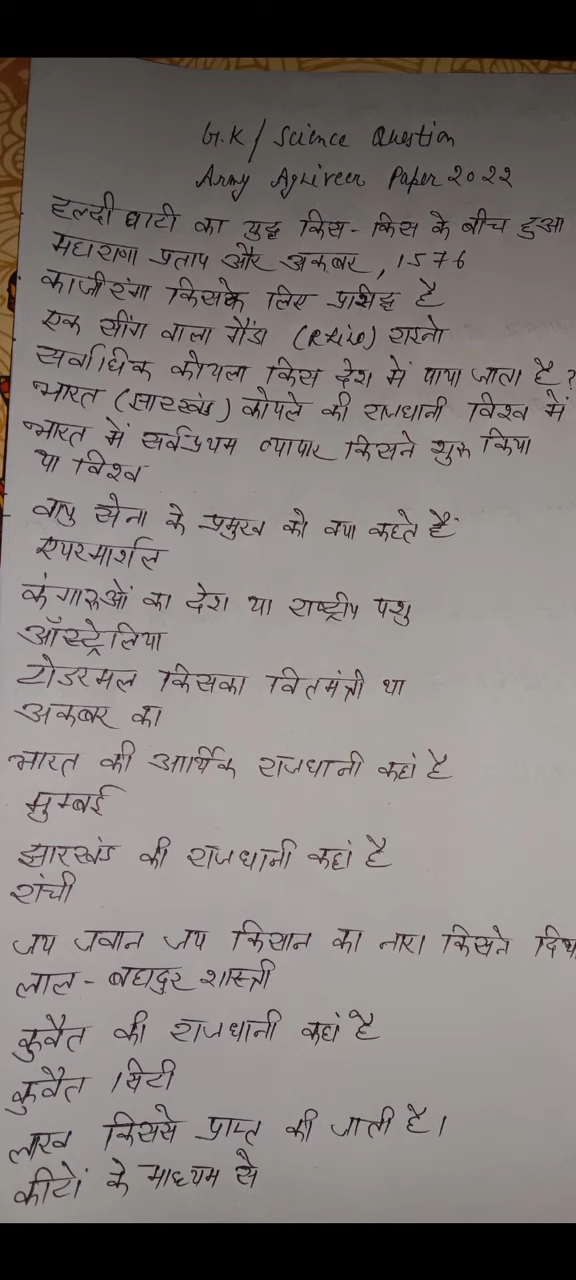 G.K / Science Question
Army Agniveer Paper 2022
हल्दी घाटी का युद्ध किस - किस के बीच हुआ
महाराणा प्रताप और अकबर, 1576
काजीरंगा किसके लिए प्रसिद्ध है
एक सींग वाला गैंडा
सर्वाधिक कोयला किस देश में पाया जाता है?
भारत (झारखंड) कोयले की राजधानी विश्व में
भारत में सर्वप्रथम व्यापार किसने शुरू किया
था विश्व
वायु सेना के प्रमुख को क्या कहते हैं
एयरमार्शल
कंगारुओं का देश या राष्ट्रीय पशु
ऑस्ट्रेलिया
टोडरमल किसका वितमंत्री था
अकबर का
भारत की आर्थिक राजधानी कहां है
मुम्बई
झारखंड की राजधानी कहां है
रांची
जय जवान जय किसान का नारा किसने दिया
लाल - बहादुर शास्त्री
कुवैत की राजधानी कहां है
कुवैत सिटी
लाख किससे प्राप्त की जाती है।
कीटों के माध्यम से